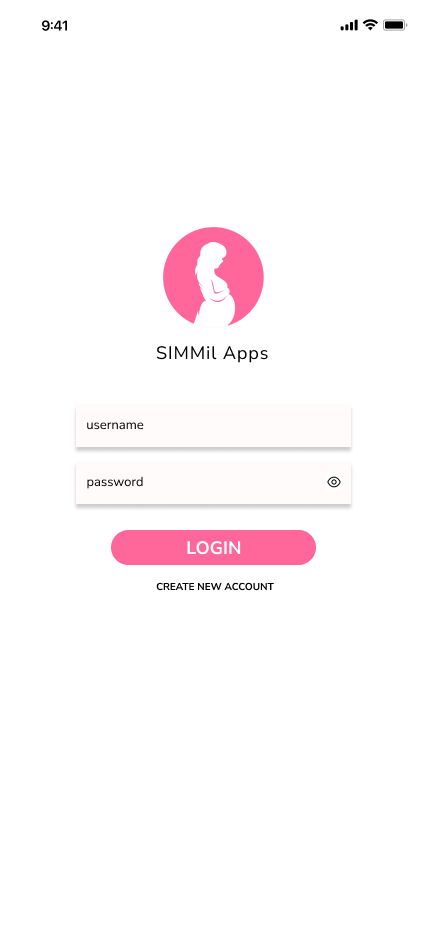 9:41
SIMMil Apps
username
password
LOGIN
CREATE NEW ACCOUNT